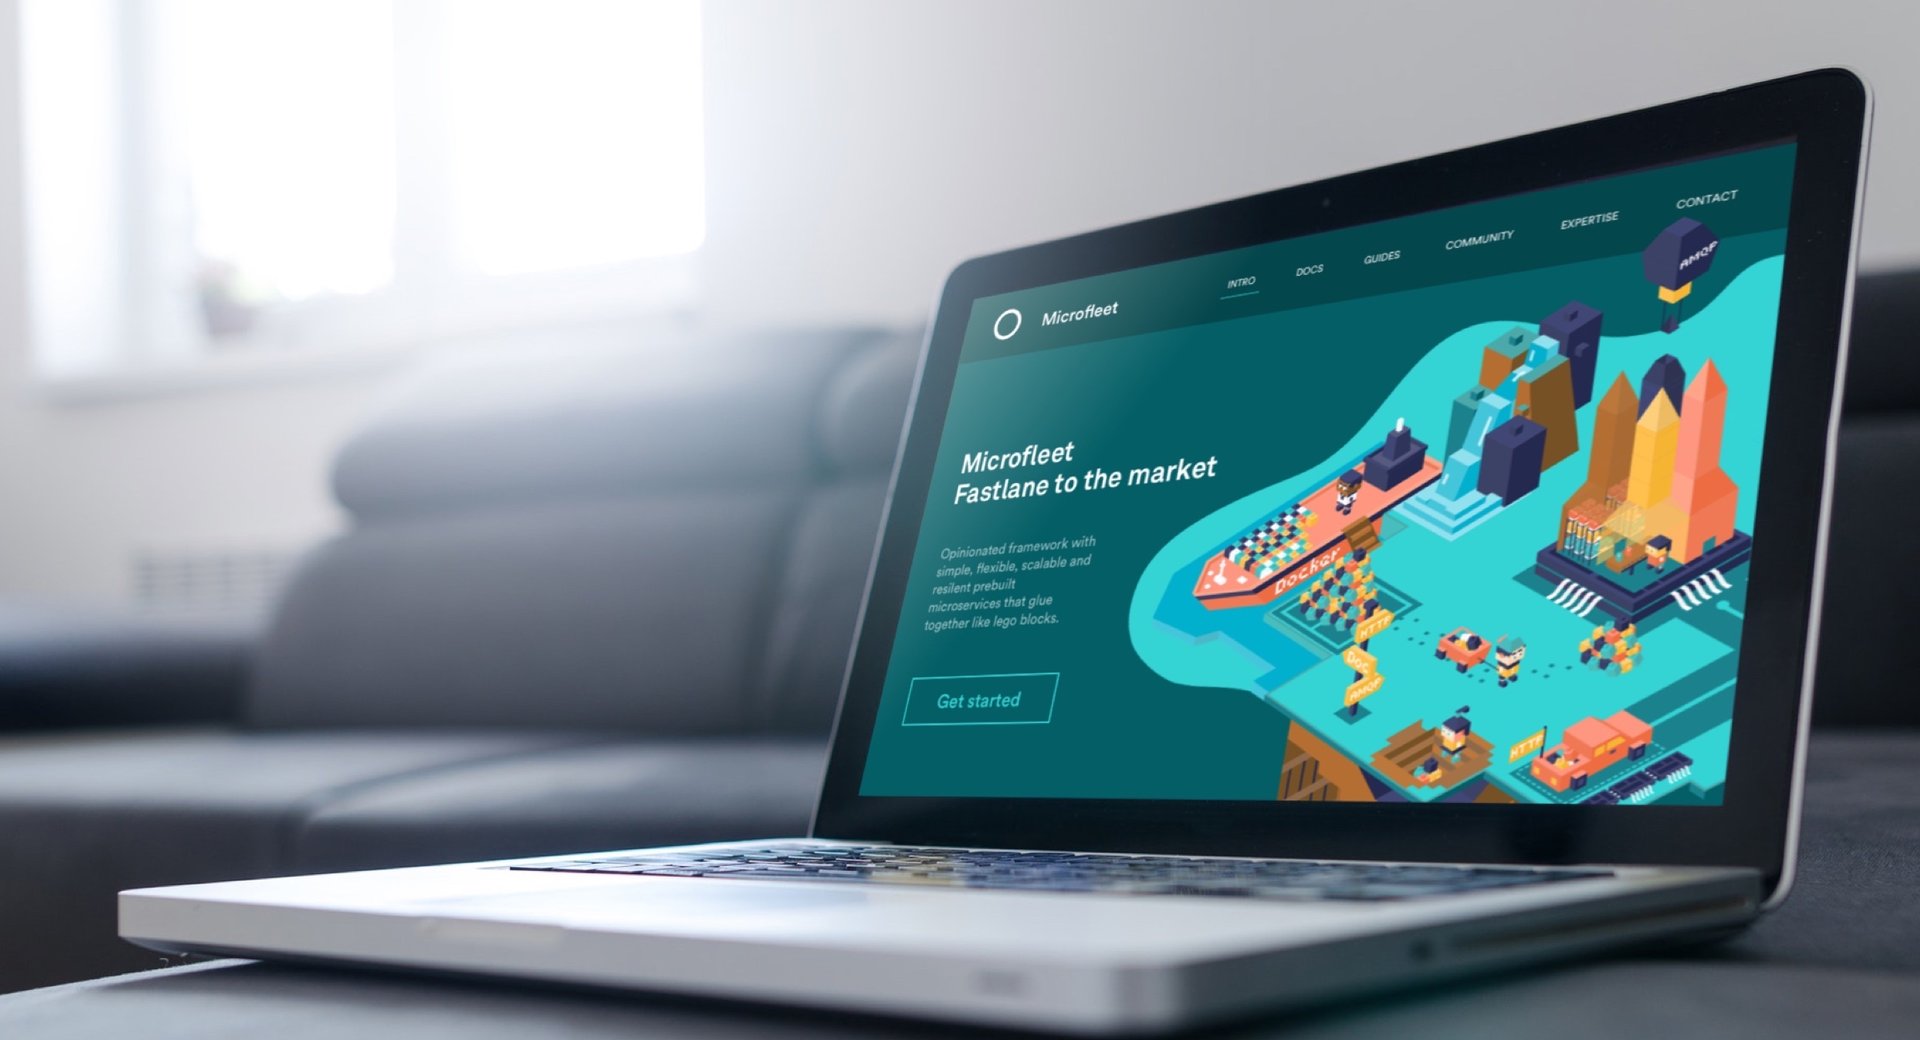 Microfleet
INTRO
DOCS
GUIDES
COMMUNITY
EXPERTISE
CONTACT
AMQP
Microfleet
Fastlane to the market
Opinionated framework with
simple, flexible, scalable and
resilent prebuilt
microservices that glue
together like lego blocks.
Get started
Docker
HTTP
DOC
AMQP
HTTP